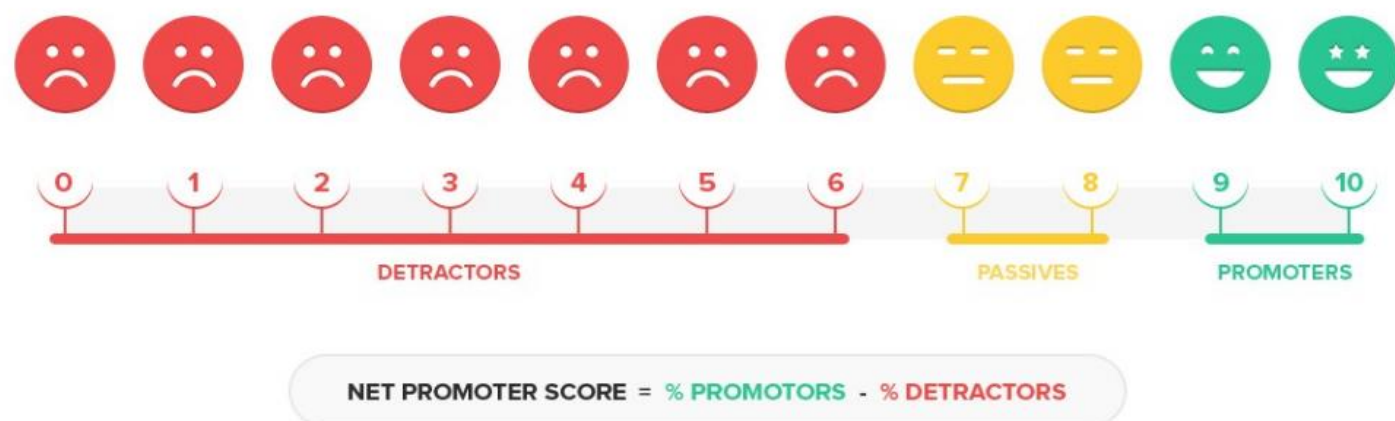 0 1 2 3 4 5 6 7 8 9 10
DETRACTORS PASSIVES PROMOTERS
NET PROMOTER SCORE = % PROMOTORS - % DETRACTORS